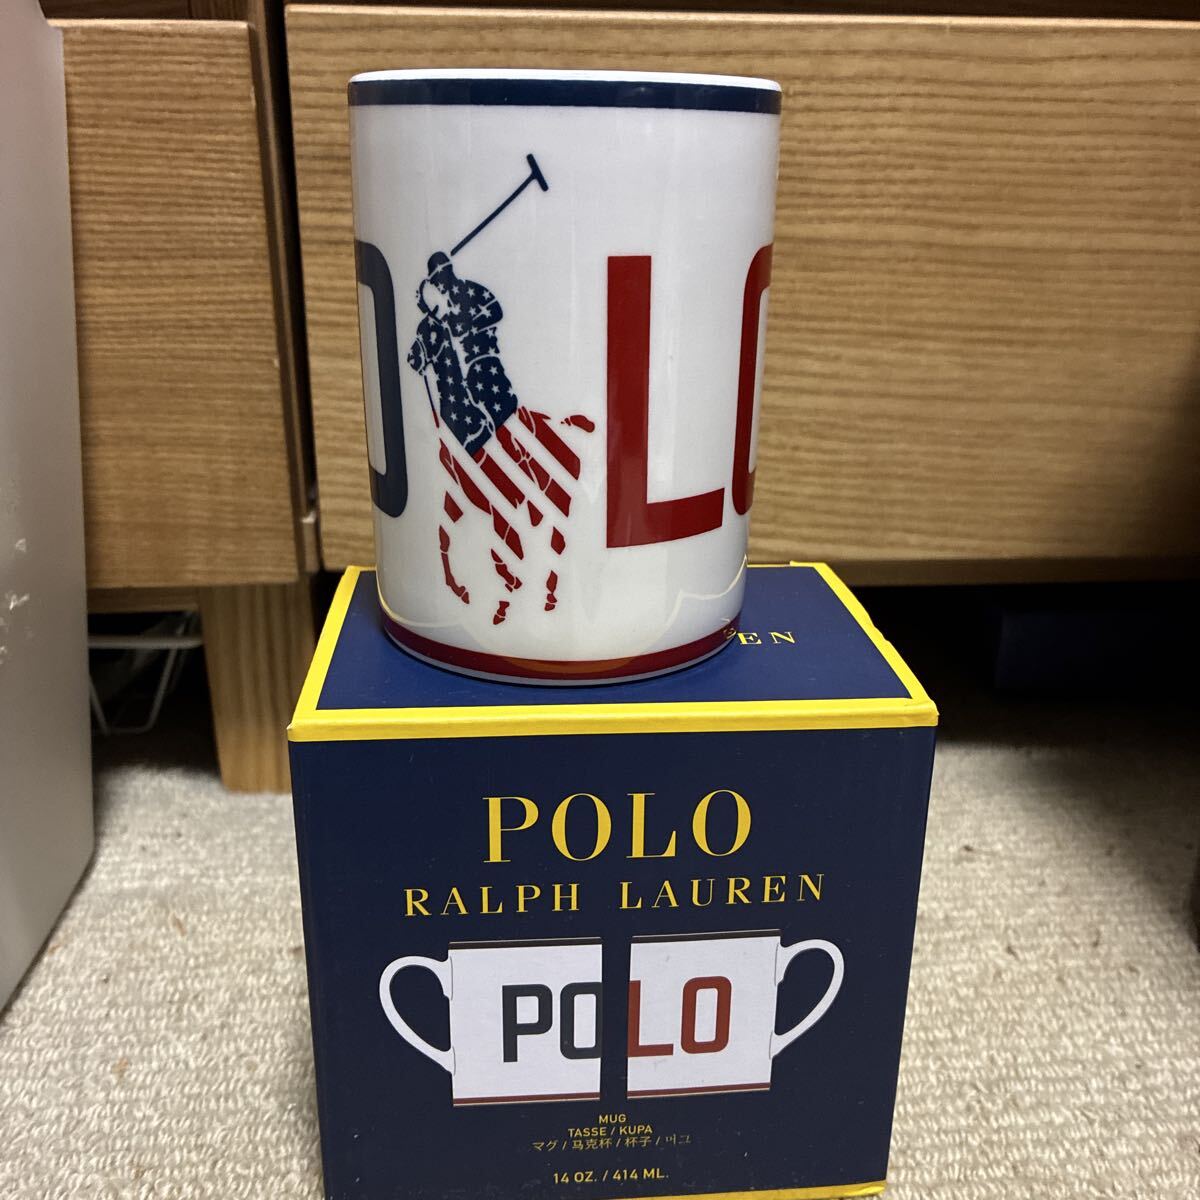 OLO
EN
POLO
RALPH LAUREN
POLO
MUG
TASSE / KUPA
マグ / 马克杯 / 杯子 / 머그
14 OZ. / 414 ML.